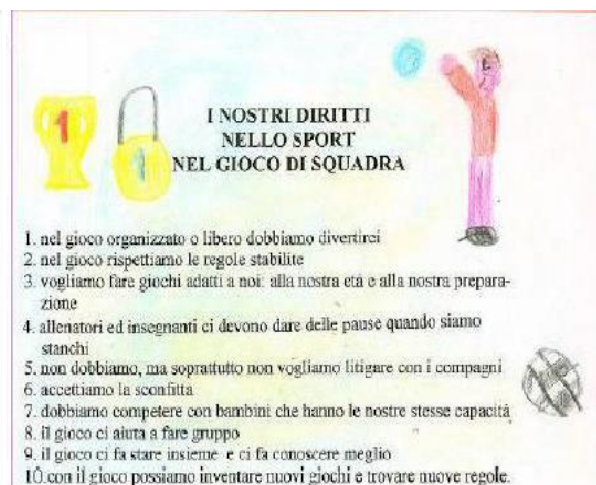 1
1
I NOSTRI DIRITTI
NELLO SPORT
NEL GIOCO DI SQUADRA
1. nel gioco organizzato o libero dobbiamo divertirci
2. nel gioco rispettiamo le regole stabilite
3. vogliamo fare giochi adatti a noi: alla nostra età e alla nostra prepara-
zione
4. allenatori ed insegnanti ci devono dare delle pause quando siamo
stanchi
5. non dobbiamo, ma soprattutto non vogliamo litigare con i compagni
6. accettiamo la sconfitta
7. dobbiamo competere con bambini che hanno le nostre stesse capacità
8. il gioco ci aiuta a fare gruppo
9. il gioco ci fa stare insieme e ci fa conoscere meglio
10.con il gioco possiamo inventare nuovi giochi e trovare nuove regole.